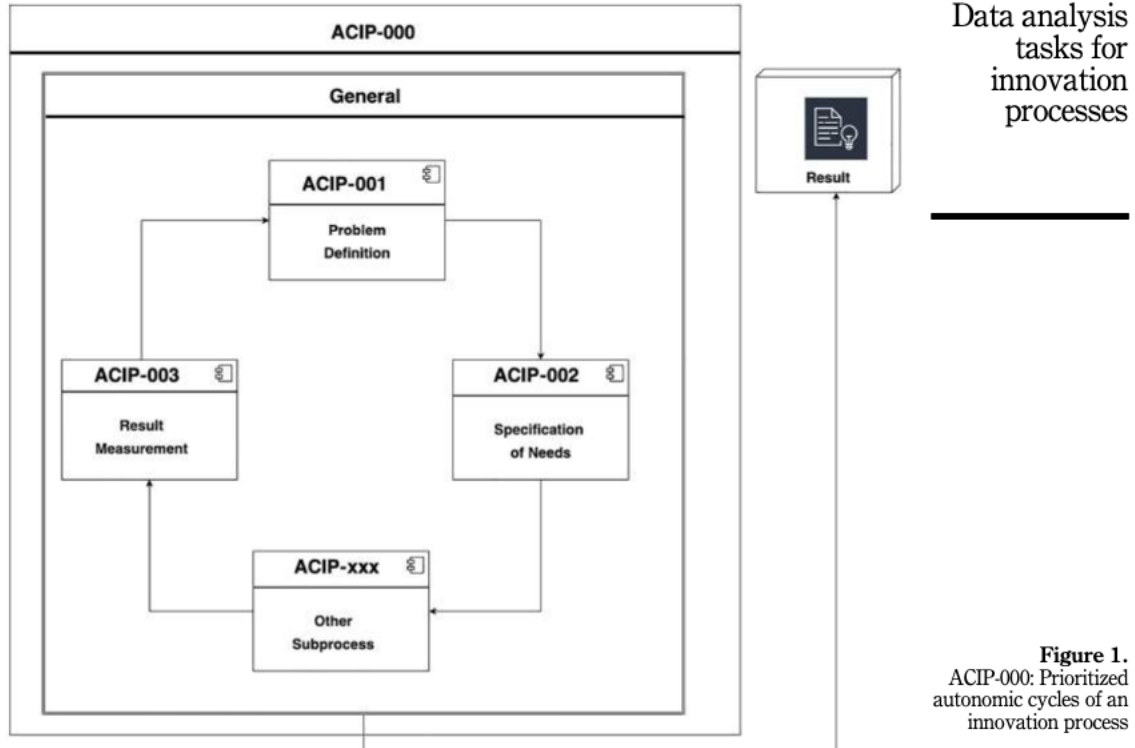 Data analysis
tasks for
innovation
processes
ACIP-000
General
ACIP-001
Problem
Definition
Result
ACIP-003
Result
Measurement
ACIP-002
Specification
of Needs
ACIP-xxx
Other
Subprocess
Figure 1.
ACIP-000: Prioritized
autonomic cycles of an
innovation process